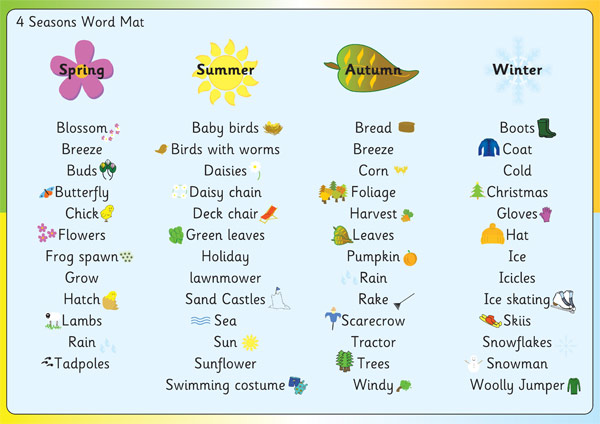 4 Seasons Word Mat
Spring
Blossom
Breeze
Buds
Butterfly
Chick
Flowers
Frog spawn
Grow
Hatch
Lambs
Rain
Tadpoles
Summer
Baby birds
Birds with worms
Daisies
Daisy chain
Deck chair
Green leaves
Holiday
lawnmower
Sand Castles
Sea
Sun
Sunflower
Swimming costume
Autumn
Bread
Breeze
Corn
Foliage
Harvest
Leaves
Pumpkin
Rain
Rake
Scarecrow
Tractor
Trees
Windy
Winter
Boots
Coat
Cold
Christmas
Gloves
Hat
Ice
Icicles
Ice skating
Skiis
Snowflakes
Snowman
Woolly Jumper